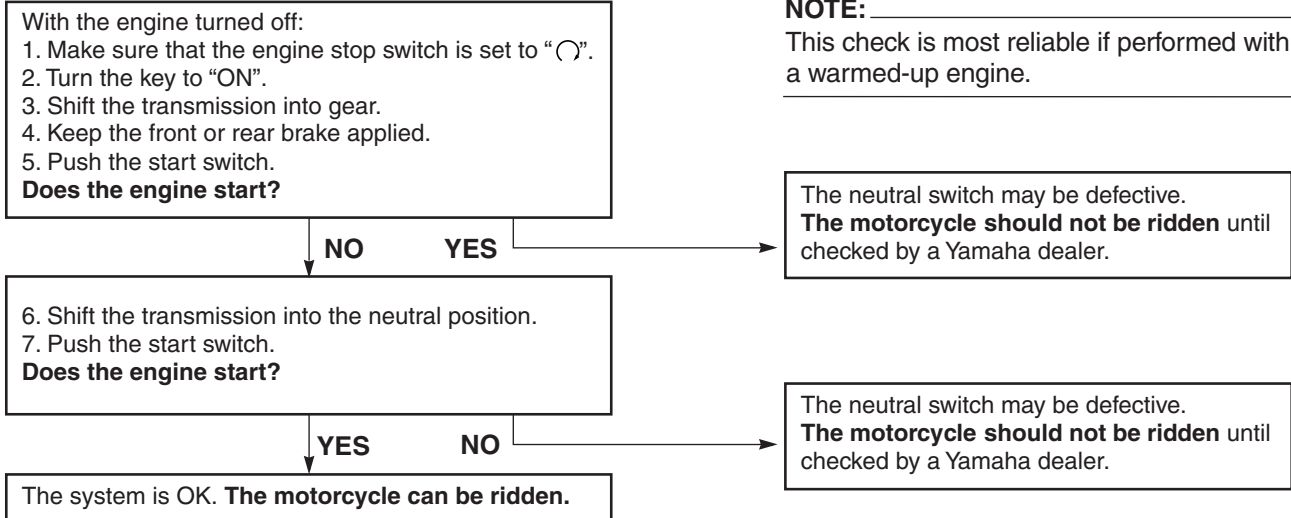 With the engine turned off:
1. Make sure that the engine stop switch is set to “⃝”.
2. Turn the key to “ON”.
3. Shift the transmission into gear.
4. Keep the front or rear brake applied.
5. Push the start switch.
Does the engine start?
NOTE:
This check is most reliable if performed with
a warmed-up engine.
NO YES
The neutral switch may be defective.
The motorcycle should not be ridden until
checked by a Yamaha dealer.
6. Shift the transmission into the neutral position.
7. Push the start switch.
Does the engine start?
YES NO
The neutral switch may be defective.
The motorcycle should not be ridden until
checked by a Yamaha dealer.
The system is OK. The motorcycle can be ridden.